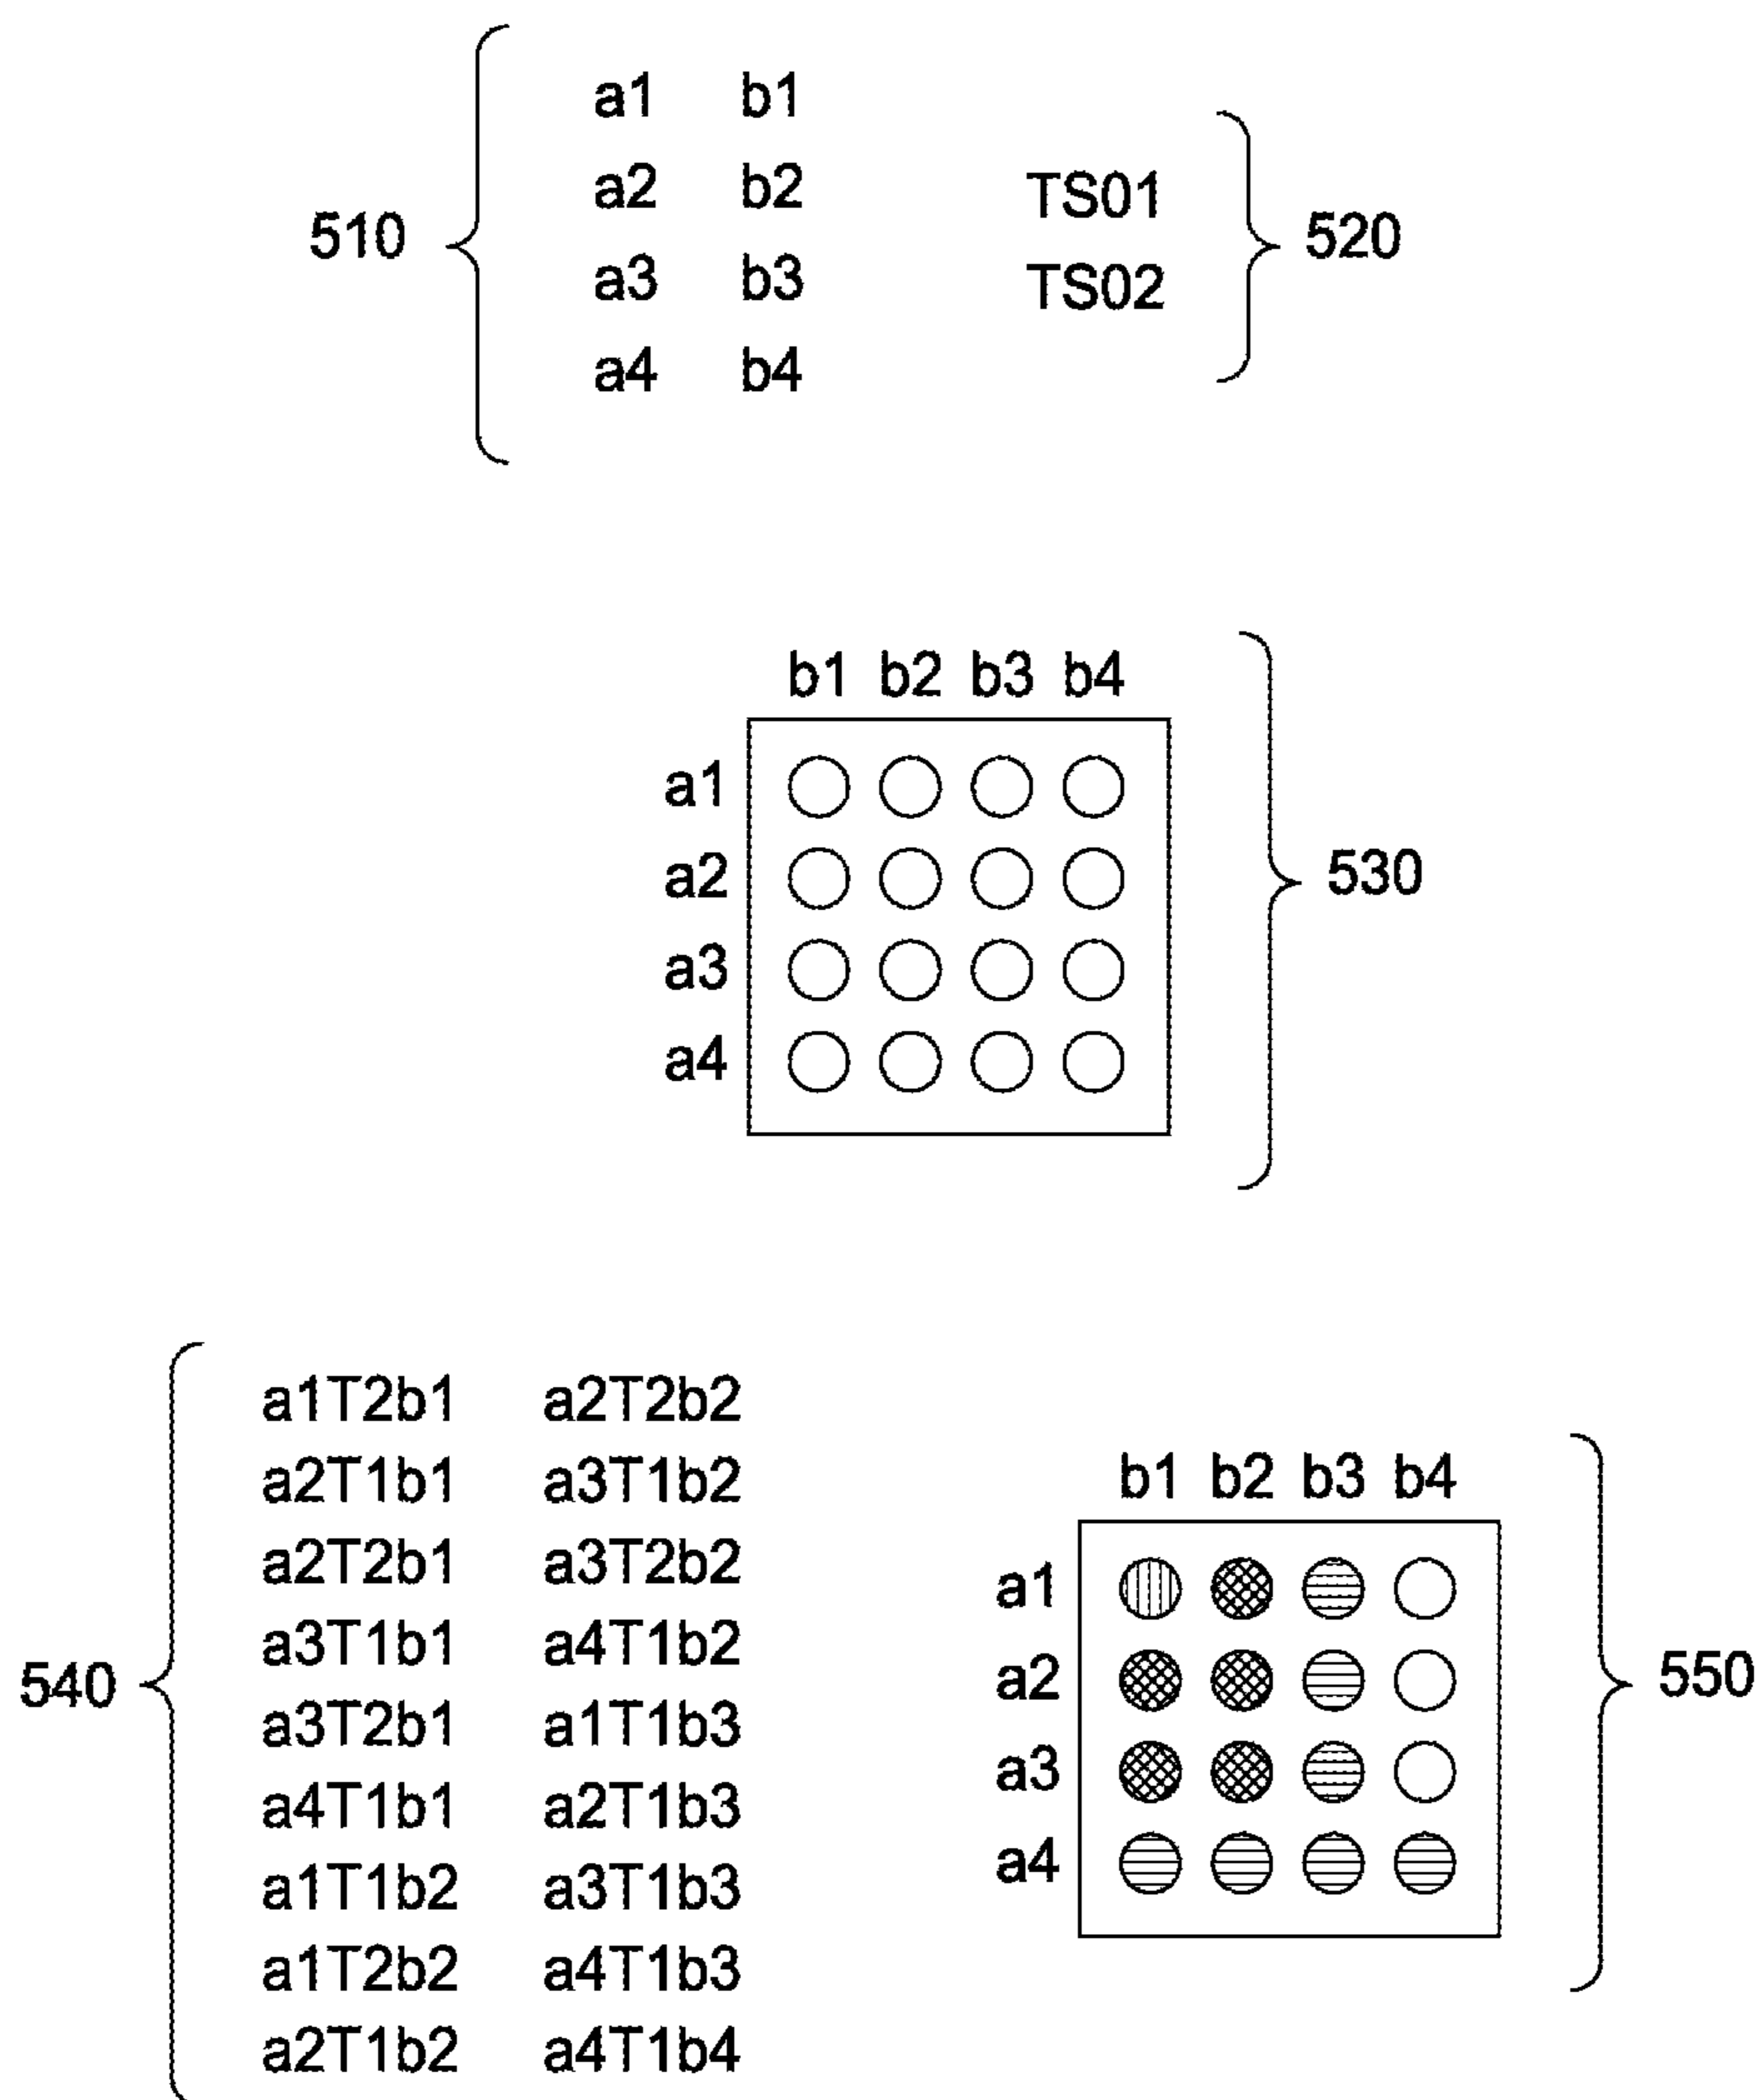 a1 b1
a2 b2
a3 b3
a4 b4
510
TS01
TS02
520
b1 b2 b3 b4
a1
a2
a3
a4
530
540
a1T2b1 a2T2b2
a2T1b1 a3T1b2
a2T2b1 a3T2b2
a3T1b1 a4T1b2
a3T2b1 a1T1b3
a4T1b1 a2T1b3
a1T1b2 a3T1b3
a1T2b2 a4T1b3
a2T1b2 a4T1b4
b1 b2 b3 b4
a1
a2
a3
a4
550